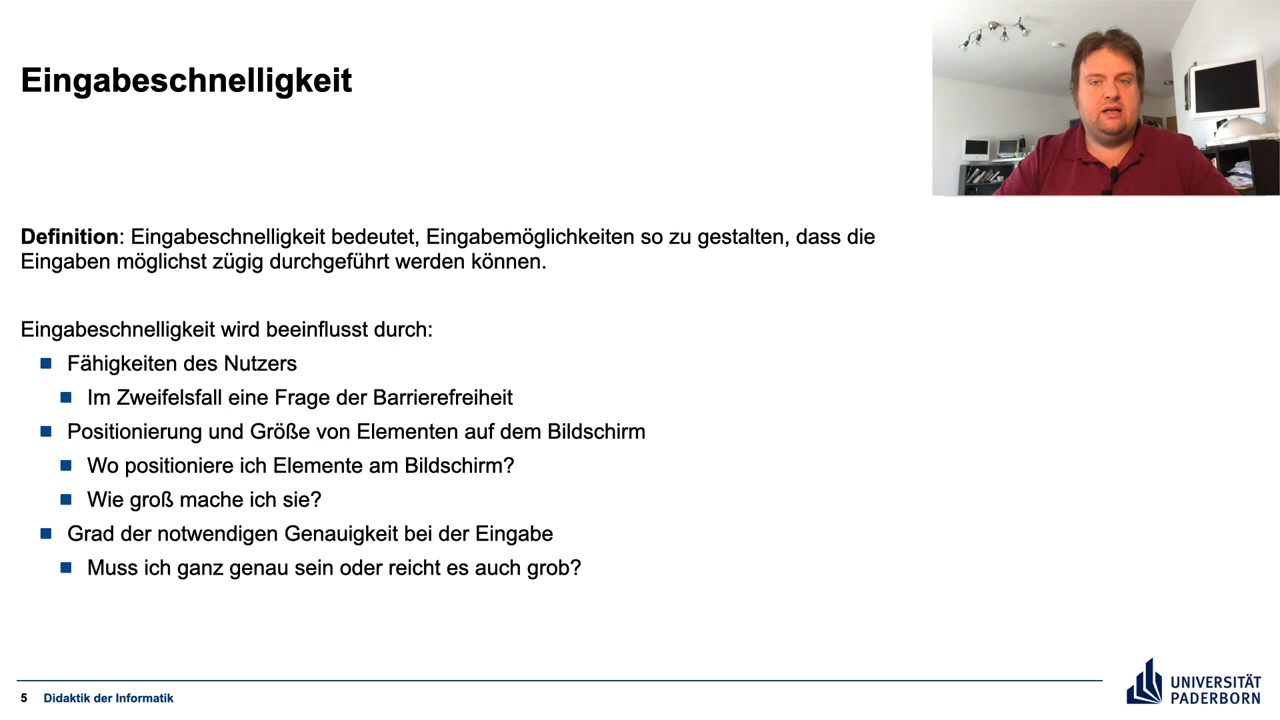 Eingabeschnelligkeit
Definition: Eingabeschnelligkeit bedeutet, Eingabemöglichkeiten so zu gestalten, dass die
Eingaben möglichst zügig durchgeführt werden können.
Eingabeschnelligkeit wird beeinflusst durch:
Fähigkeiten des Nutzers
Im Zweifelsfall eine Frage der Barrierefreiheit
Positionierung und Größe von Elementen auf dem Bildschirm
Wo positioniere ich Elemente am Bildschirm?
Wie groß mache ich sie?
Grad der notwendigen Genauigkeit bei der Eingabe
Muss ich ganz genau sein oder reicht es auch grob?
5 Didaktik der Informatik
UNIVERSITÄT
PADERBORN